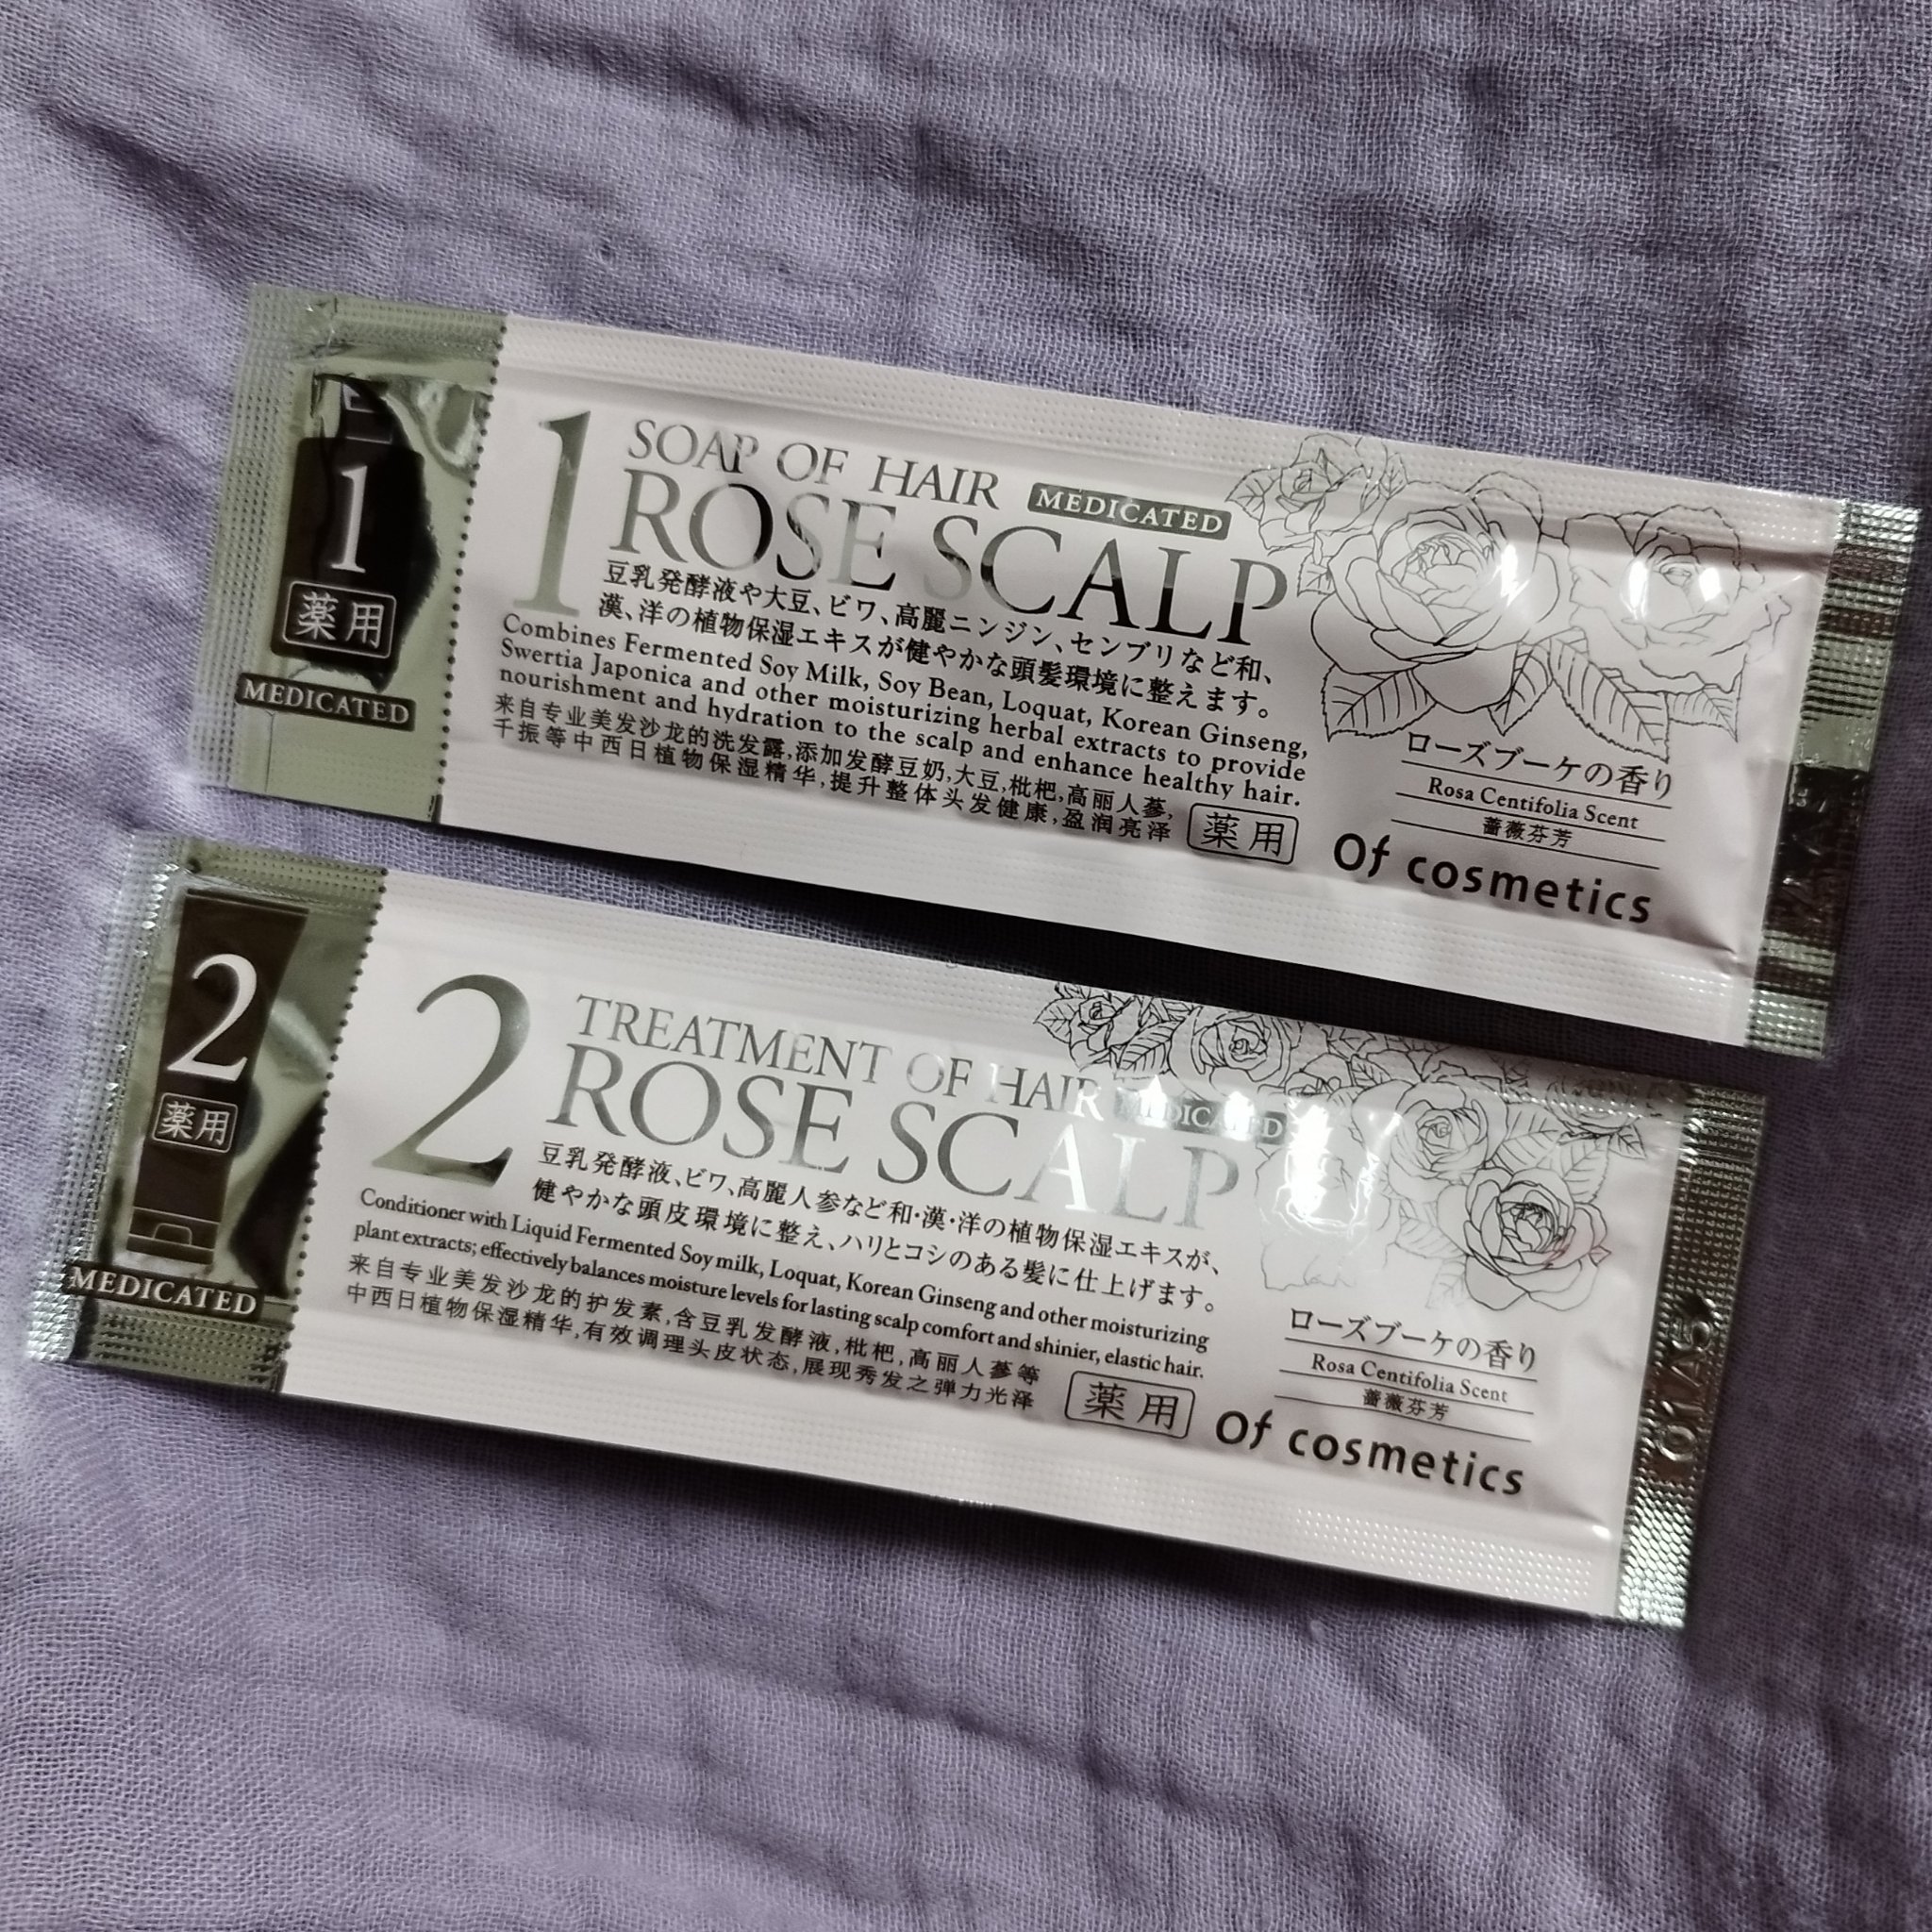 1
薬用
MEDICATED
1
SOAP OF HAIR MEDICATED
ROSE SCALP
豆乳発酵液や大豆、ビワ、高麗ニンジン、センブリなど和、
漢、洋の植物保湿エキスが健やかな頭髪環境に整えます。
Combines Fermented Soy Milk, Soy Bean, Loquat, Korean Ginseng,
Swertia Japonica and other moisturizing herbal extracts to provide
nourishment and hydration to the scalp and enhance healthy hair.
来自专业美发沙龙的洗发露,添加发酵豆奶,大豆,枇杷,高丽人蔘,
千振等中西日植物保湿精华,提升整体头发健康,盈润亮泽
薬用
ローズブーケの香り
Rosa Centifolia Scent
蔷薇芬芳
Of cosmetics
2
薬用
MEDICATED
2
TREATMENT OF HAIR MEDICATED
ROSE SCALP
豆乳発酵液、ビワ、高麗人参など和・漢・洋の植物保湿エキスが、
健やかな頭皮環境に整え、ハリとコシのある髪に仕上げます。
Conditioner with Liquid Fermented Soy milk, Loquat, Korean Ginseng and other moisturizing
plant extracts; effectively balances moisture levels for lasting scalp comfort and shinier, elastic hair.
来自专业美发沙龙的护发素,含豆乳发酵液,枇杷,高丽人蔘等
中西日植物保湿精华,有效调理头皮状态,展现秀发之弹力光泽
薬用
ローズブーケの香り
Rosa Centifolia Scent
蔷薇芬芳
Of cosmetics